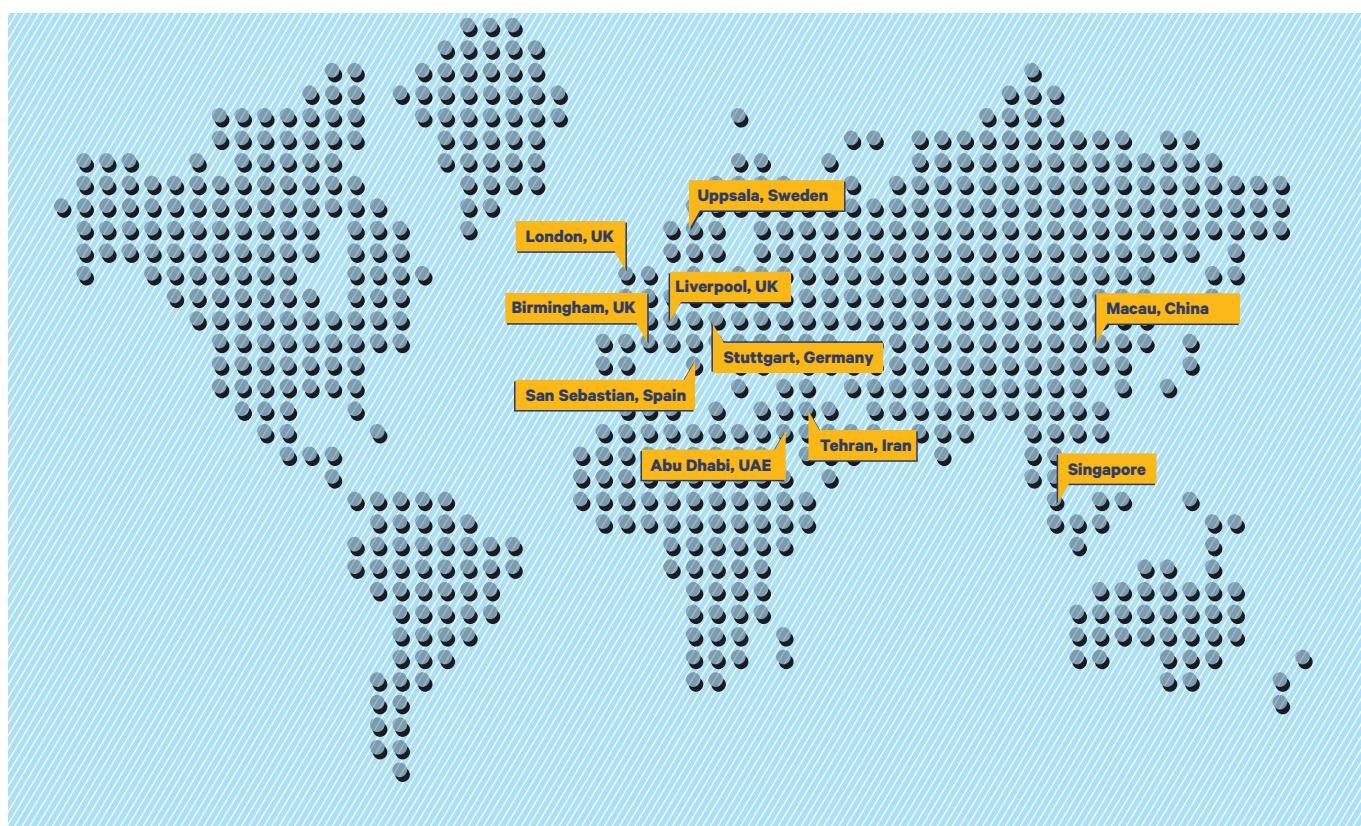 Uppsala, Sweden
London, UK
Liverpool, UK
Birmingham, UK
Macau, China
Stuttgart, Germany
San Sebastian, Spain
Tehran, Iran
Abu Dhabi, UAE
Singapore